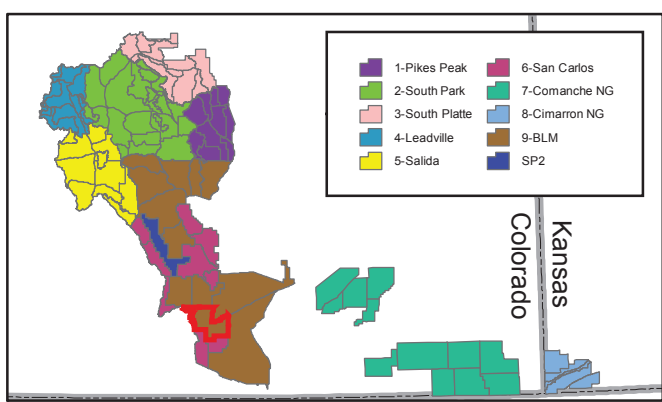 1-Pikes Peak
2-South Park
3-South Platte
4-Leadville
5-Salida
6-San Carlos
7-Comanche NG
8-Cimarron NG
9-BLM
SP2
Kansas
Colorado